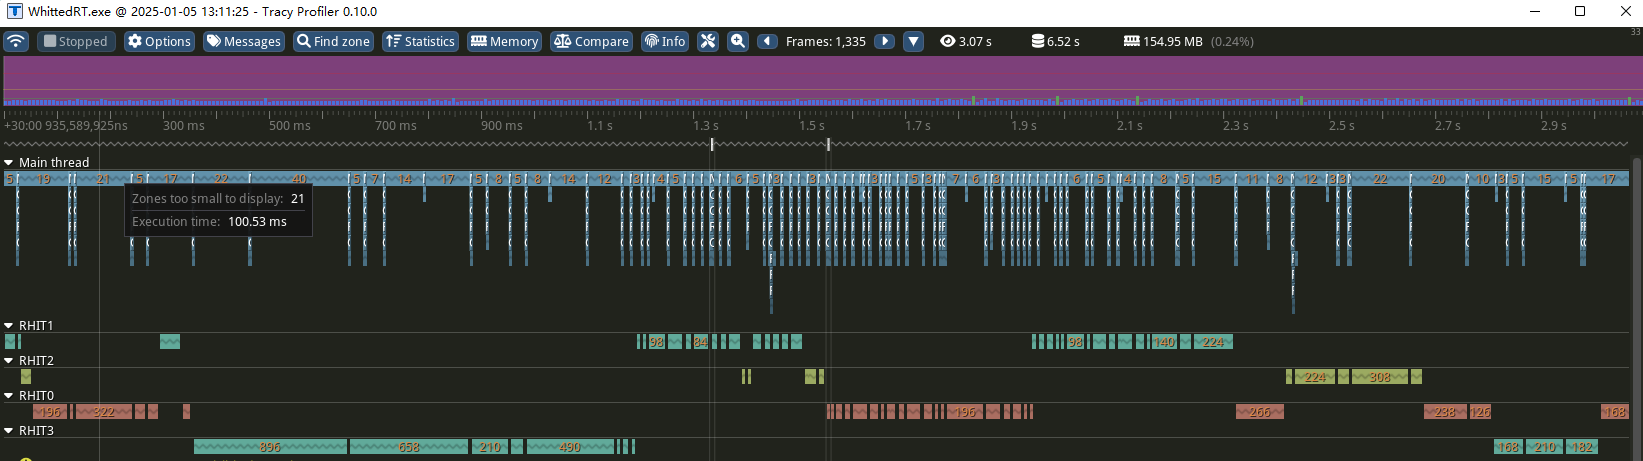 WhittedRT.exe @ 2025-01-05 13:11:25 - Tracy Profiler 0.10.0
Stopped Options Messages Find zone Statistics Memory Compare Info Frames: 1,335 3.07 s 6.52 s 154.95 MB (0.24%) 33
+30:00 935,589,925ns 300 ms 500 ms 700 ms 900 ms 1.1 s 1.3 s 1.5 s 1.7 s 1.9 s 2.1 s 2.3 s 2.5 s 2.7 s 2.9 s
Main thread
5 19 21 5 17 22 40 5 7 14 17 5 8 5 8 14 12 3 3 2 5 6 5 3 3 7 6 3 5 4 5 15 11 8 12 3 3 22 20 10 3 5 15 5 17
Zones too small to display: 21
Execution time: 100.53 ms
RHIT1
98 84 98 140 224
RHIT2
224 308
RHIT0
196 322 196 266 238 126 168
RHIT3
896 658 210 490 168 210 182